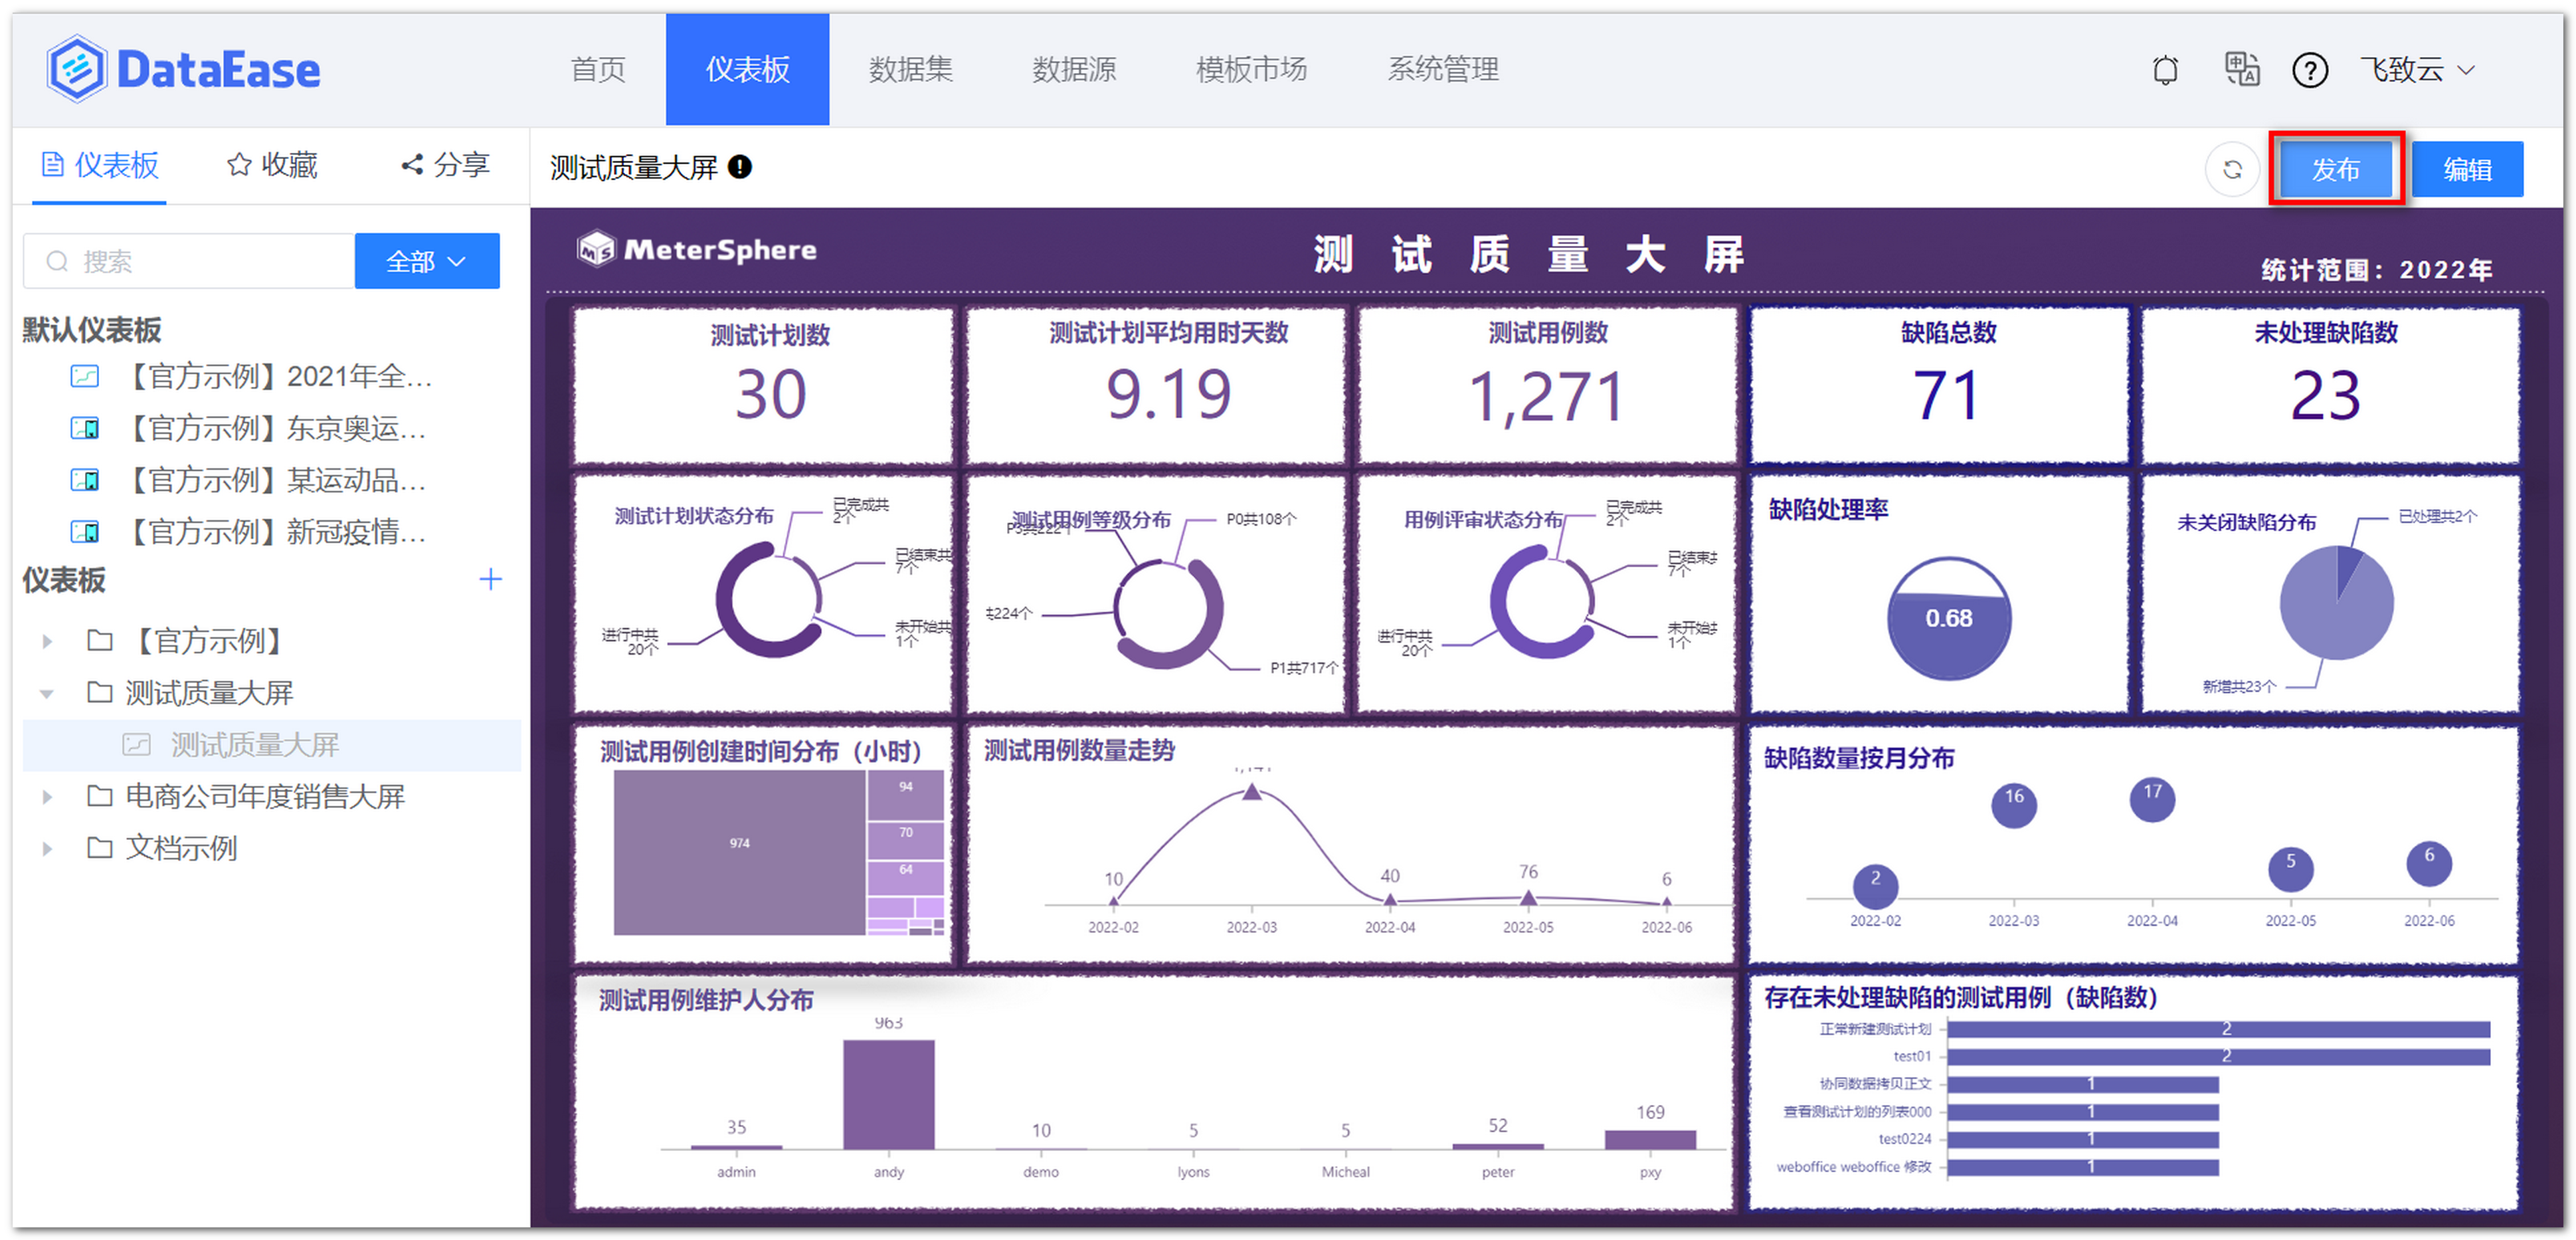 DataEase
首页 仪表板 数据集 数据源 模板市场 系统管理 飞致云
仪表板 收藏 分享
测试质量大屏
发布 编辑
搜索 全部
默认仪表板
【官方示例】2021年全...
【官方示例】东京奥运...
【官方示例】某运动品...
【官方示例】新冠疫情...
仪表板
【官方示例】
测试质量大屏
测试质量大屏
电商公司年度销售大屏
文档示例
MeterSphere
测 试 质 量 大 屏
统计范围：2022年
测试计划数
30
测试计划平均用时天数
9.19
测试用例数
1,271
缺陷总数
71
未处理缺陷数
23
测试计划状态分布
已完成共
2个
已结束共
7个
未开始共
1个
进行中共
20个
测试用例等级分布
P0共108个
P3共222个
共224个
P1共717个
用例评审状态分布
已完成共
2个
已结束共
7个
未开始共
1个
进行中共
20个
缺陷处理率
0.68
未关闭缺陷分布
已处理共2个
新增共23个
测试用例创建时间分布（小时）
974
94
70
64
测试用例数量走势
10
40
76
6
2022-02 2022-03 2022-04 2022-05 2022-06
缺陷数量按月分布
2
16
17
5
6
2022-02 2022-03 2022-04 2022-05 2022-06
测试用例维护人分布
35 963 10 5 5 52 169
admin andy demo lyons Micheal peter pxy
存在未处理缺陷的测试用例（缺陷数）
正常新建测试计划 2
test01 2
协同数据拷贝正文 1
查看测试计划的列表000 1
test0224 1
weboffice weboffice 修改 1